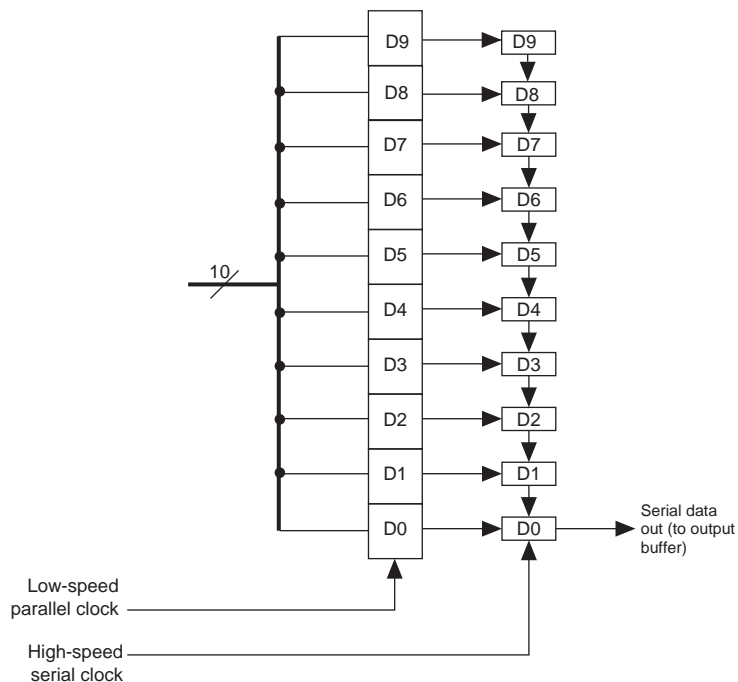 D9 D9
D8 D8
D7 D7
D6 D6
D5 D5
10
D4 D4
D3 D3
D2 D2
D1 D1
D0 D0
Serial data
out (to output
buffer)
Low-speed
parallel clock
High-speed
serial clock